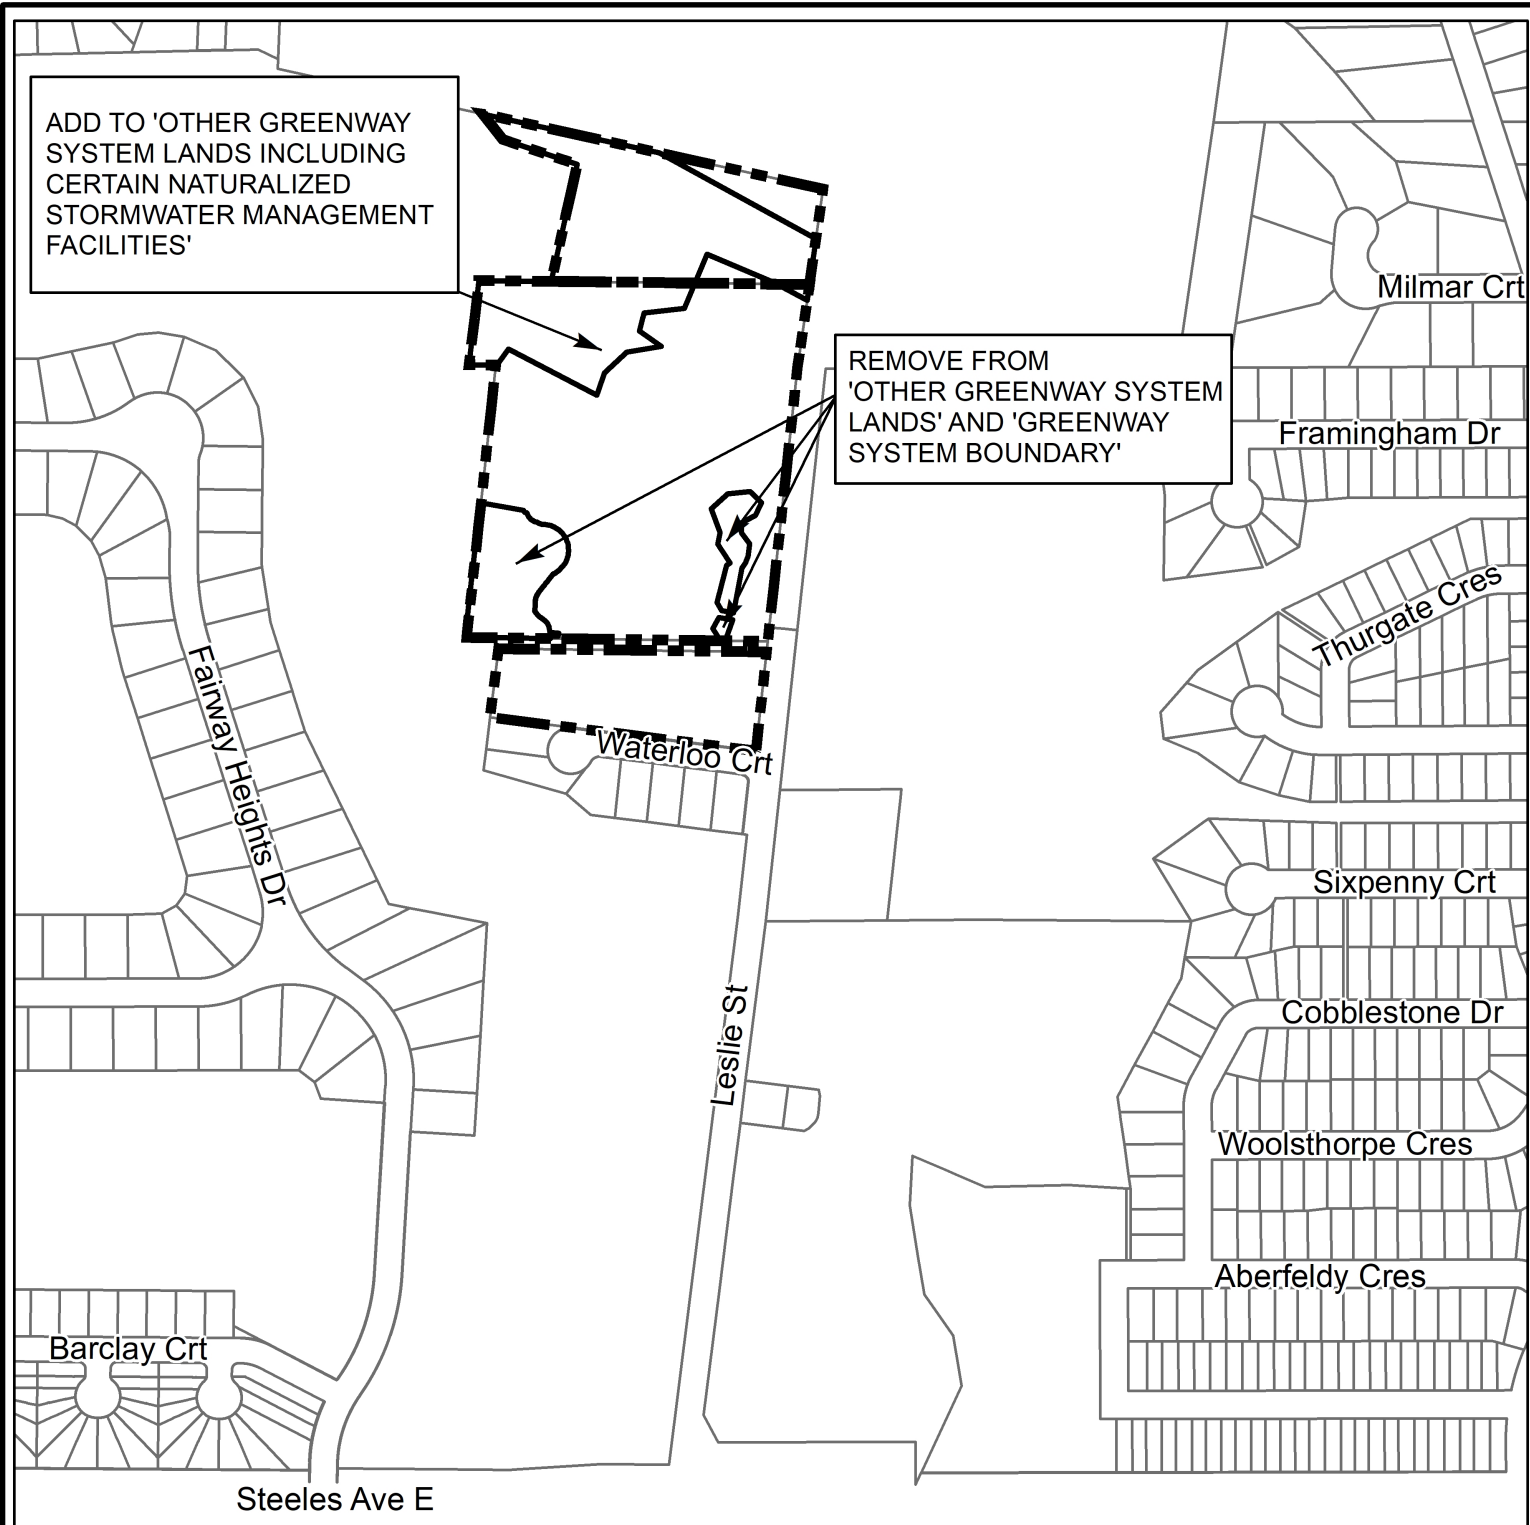 ADD TO 'OTHER GREENWAY
SYSTEM LANDS INCLUDING
CERTAIN NATURALIZED
STORMWATER MANAGEMENT
FACILITIES'
Milmar Crt
REMOVE FROM
'OTHER GREENWAY SYSTEM
LANDS' AND 'GREENWAY
SYSTEM BOUNDARY'
Framingham Dr
Thurgate Cres
Fairway Heights Dr
Waterloo Crt
Sixpenny Crt
Leslie St
Cobblestone Dr
Woolsthorpe Cres
Aberfeldy Cres
Barclay Crt
Steeles Ave E